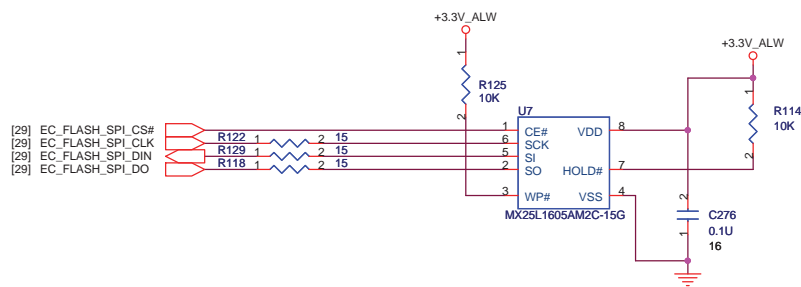 +3.3V_ALW
+3.3V_ALW
1
R125
10K
2
1
R114
10K
2
U7
[29] EC_FLASH_SPI_CS# 1 CE# VDD 8
[29] EC_FLASH_SPI_CLK R122 1 2 15 6 SCK
[29] EC_FLASH_SPI_DIN R129 1 2 15 5 SI
[29] EC_FLASH_SPI_DO R118 1 2 15 2 SO HOLD# 7
3 WP# VSS 4
MX25L1605AM2C-15G
2
C276
0.1U
1
16